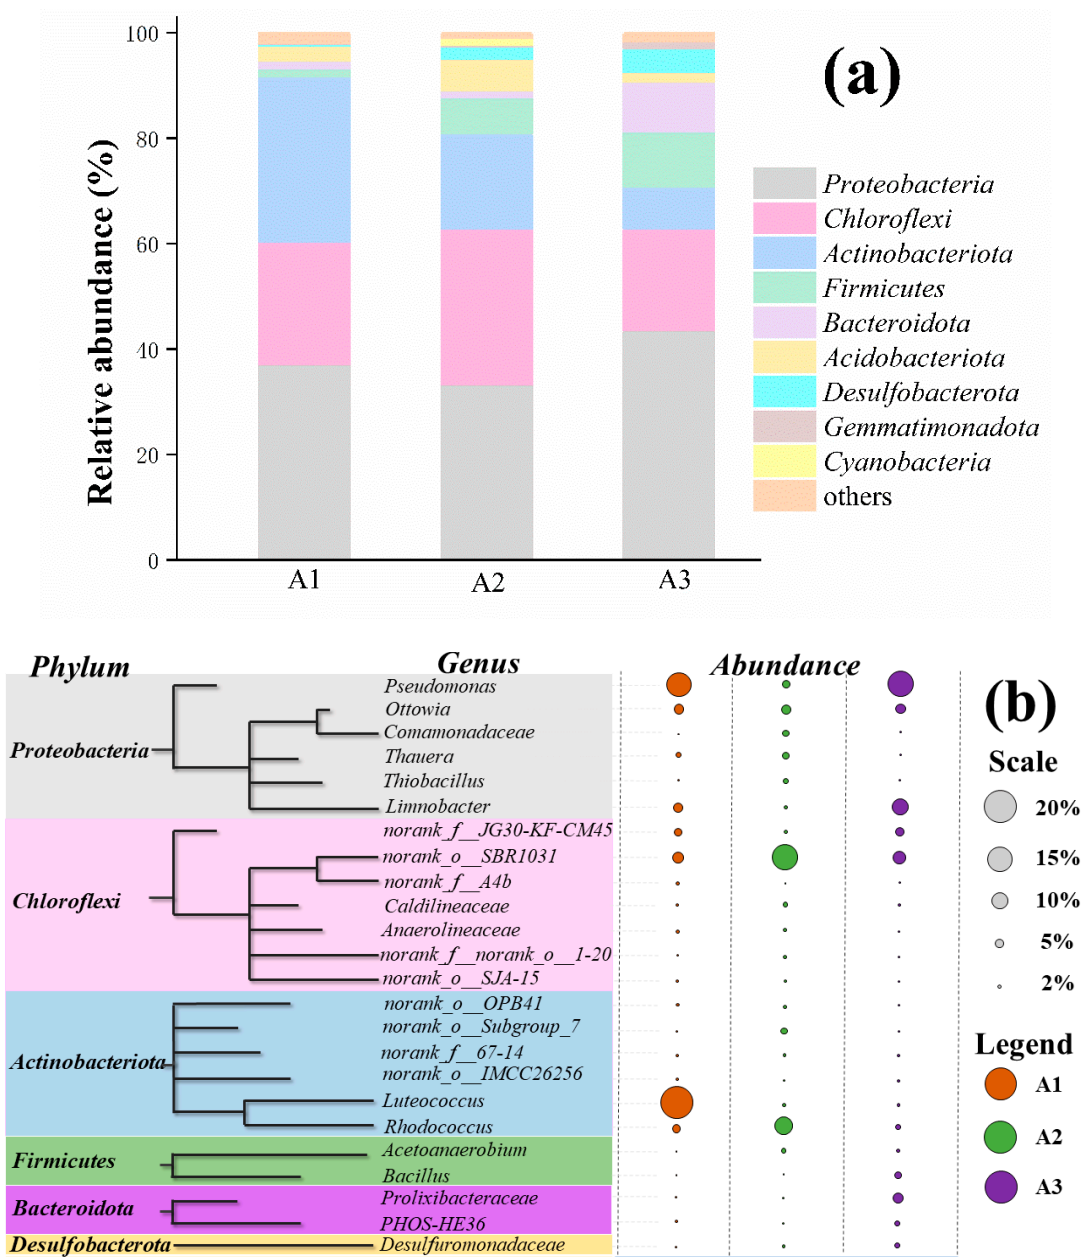 (a)
Relative abundance (%)
100
80
60
40
20
0
A1
A2
A3
Proteobacteria
Chloroflexi
Actinobacteriota
Firmicutes
Bacteroidota
Acidobacteriota
Desulfobacterota
Gemmatimonadota
Cyanobacteria
others
Phylum
Genus
Abundance
(b)
Proteobacteria
Pseudomonas
Ottowia
Comamonadaceae
Thauera
Thiobacillus
Limnobacter
Chloroflexi
norank_f__JG30-KF-CM45
norank_o__SBR1031
norank_f__A4b
Caldilineaceae
Anaerolineaceae
norank_f__norank_o__1-20
norank_o__SJA-15
Actinobacteriota
norank_o__OPB41
norank_o__Subgroup_7
norank_f__67-14
norank_o__IMCC26256
Luteococcus
Rhodococcus
Firmicutes
Acetoanaerobium
Bacillus
Bacteroidota
Prolixibacteraceae
PHOS-HE36
Desulfobacterota
Desulfuromonadaceae
Scale
20%
15%
10%
5%
2%
Legend
A1
A2
A3